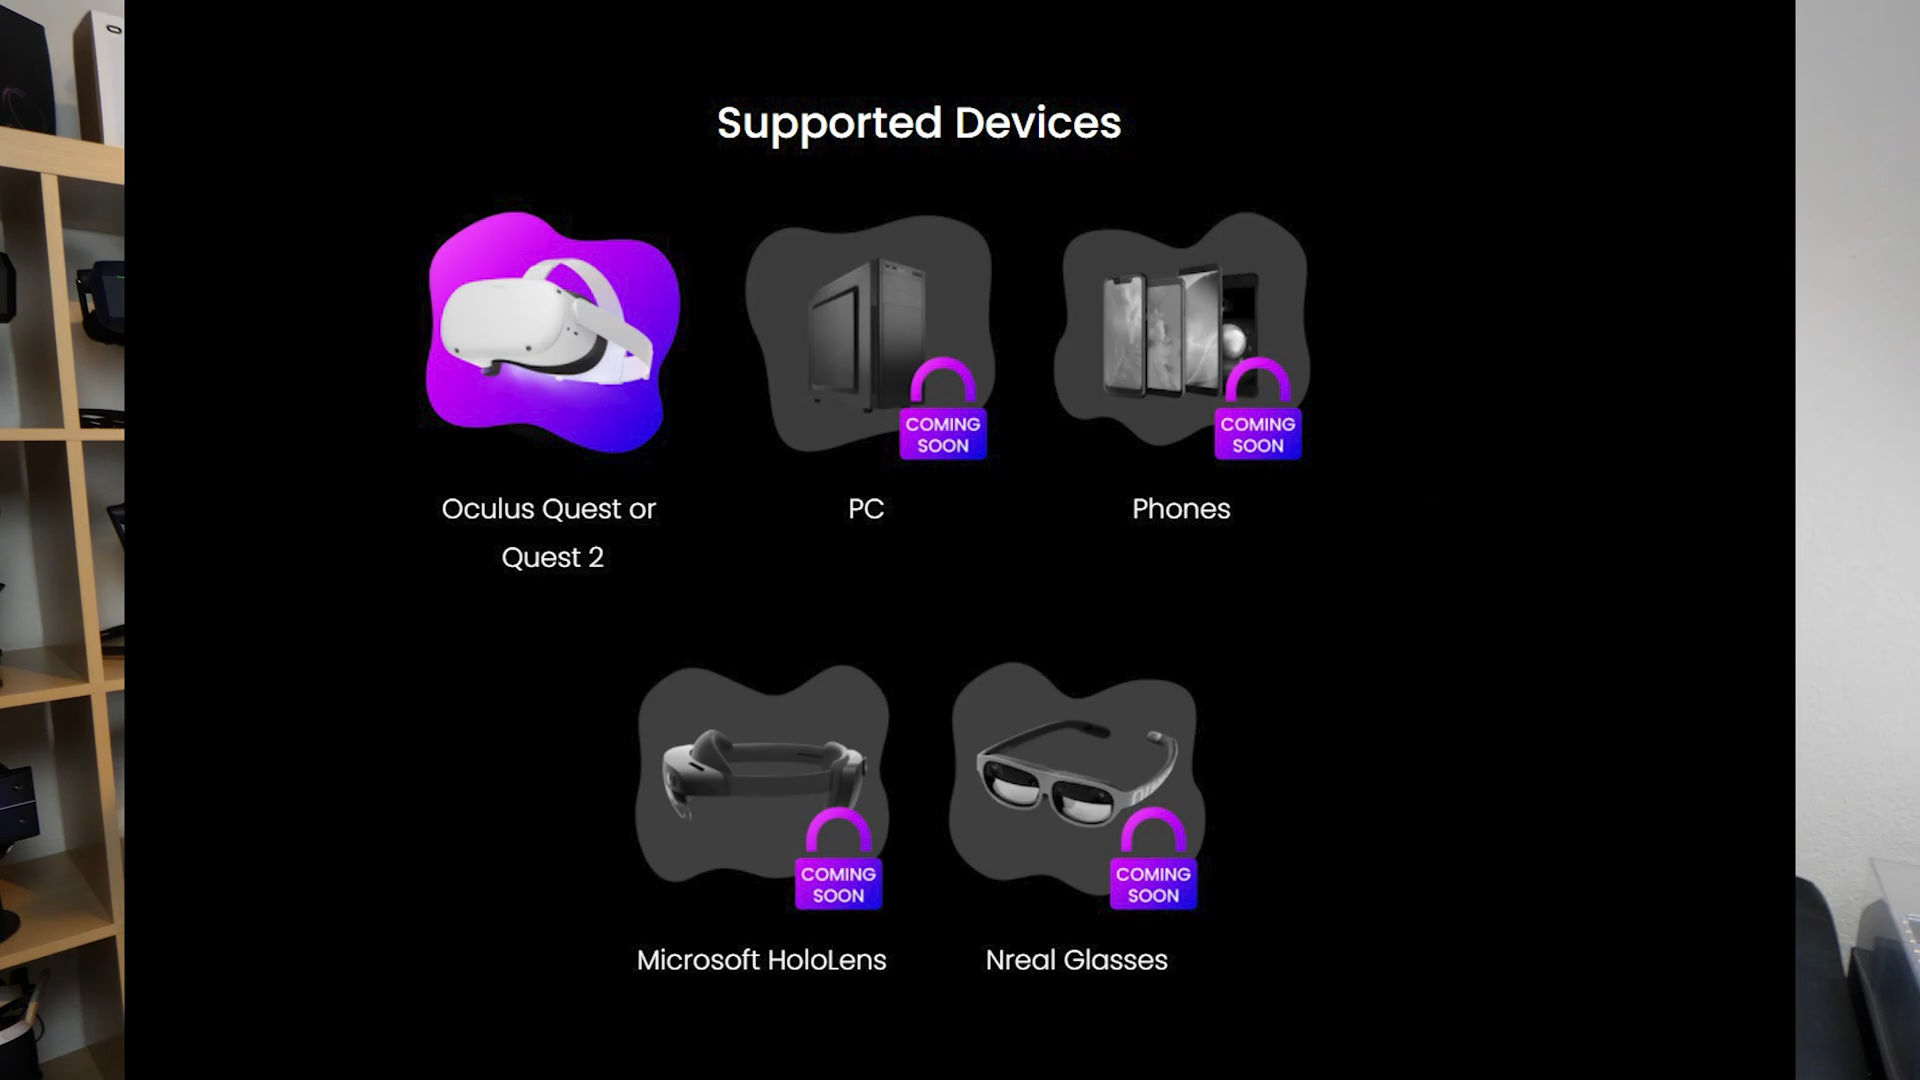 Supported Devices
COMING
SOON
COMING
SOON
Oculus Quest or
Quest 2
PC
Phones
COMING
SOON
COMING
SOON
Microsoft HoloLens
Nreal Glasses